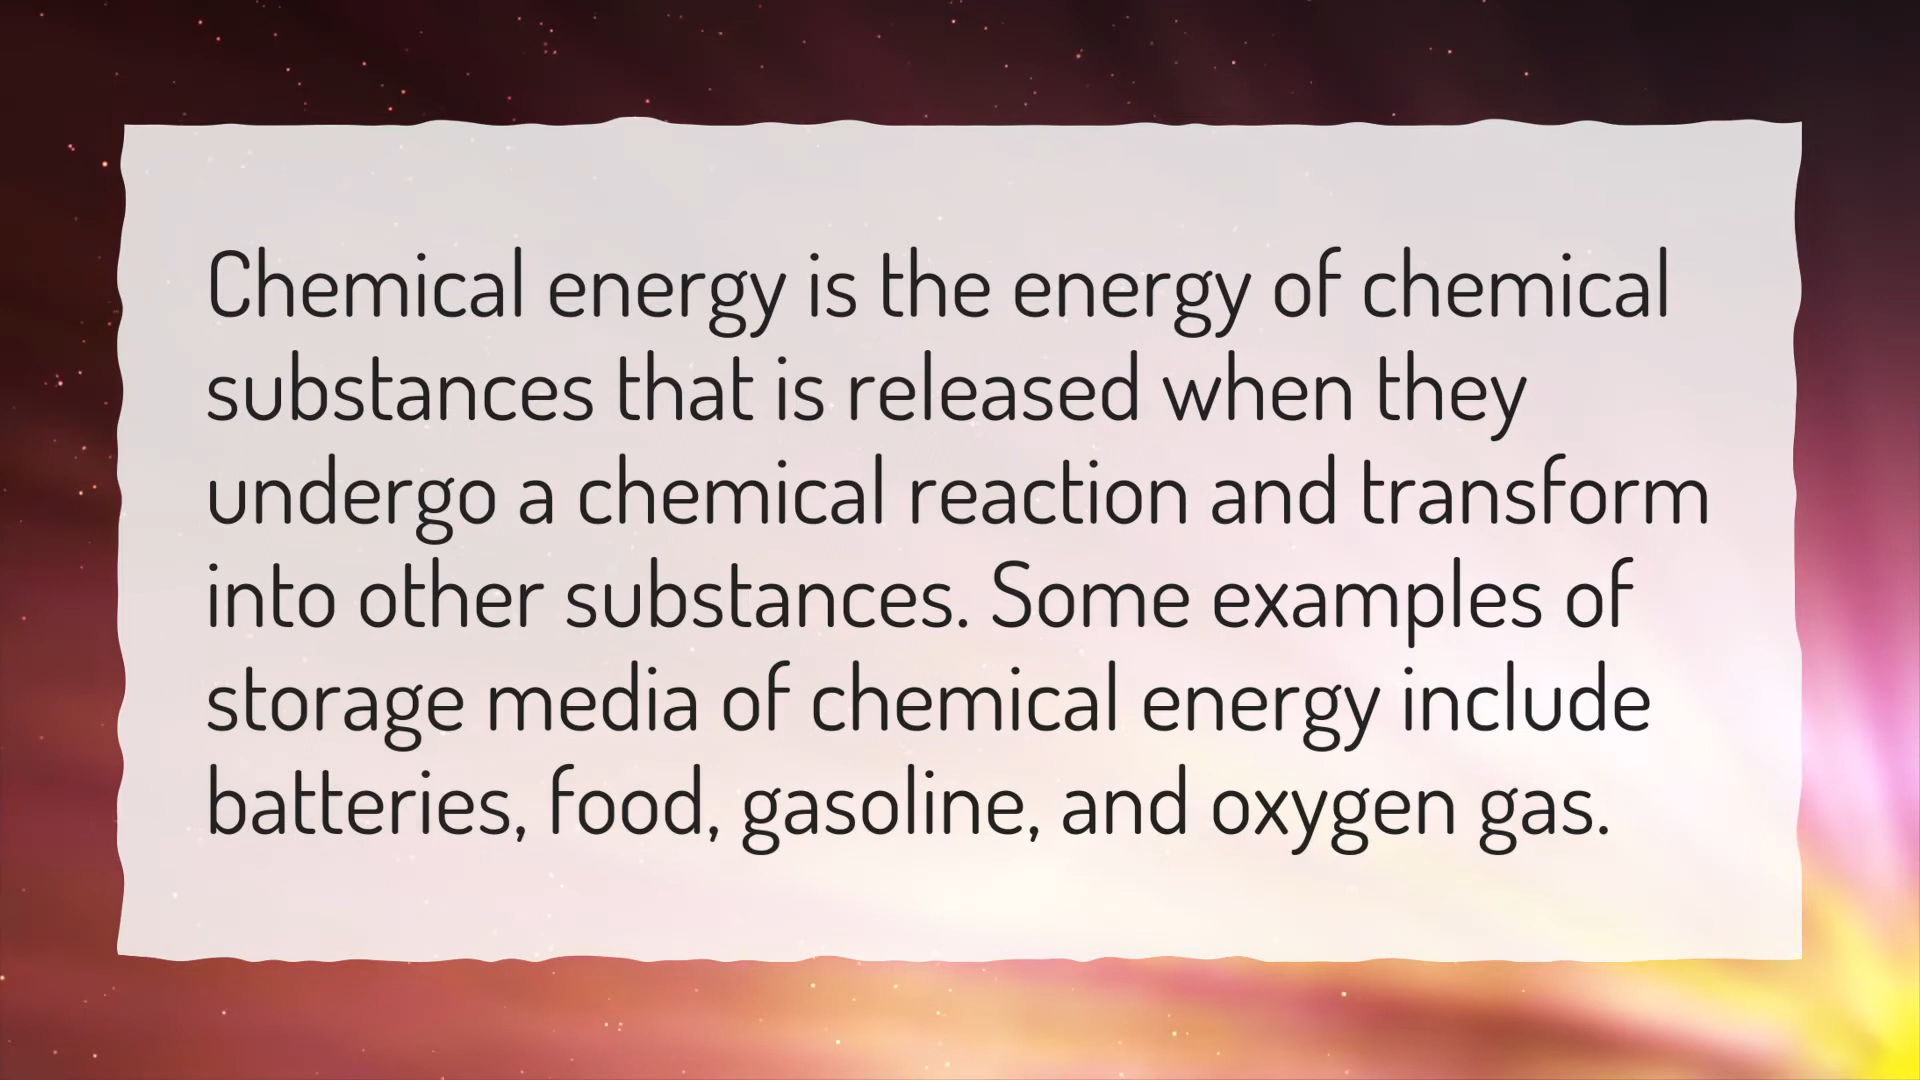 Chemical energy is the energy of chemical
substances that is released when they
undergo a chemical reaction and transform
into other substances. Some examples of
storage media of chemical energy include
batteries, food, gasoline, and oxygen gas.